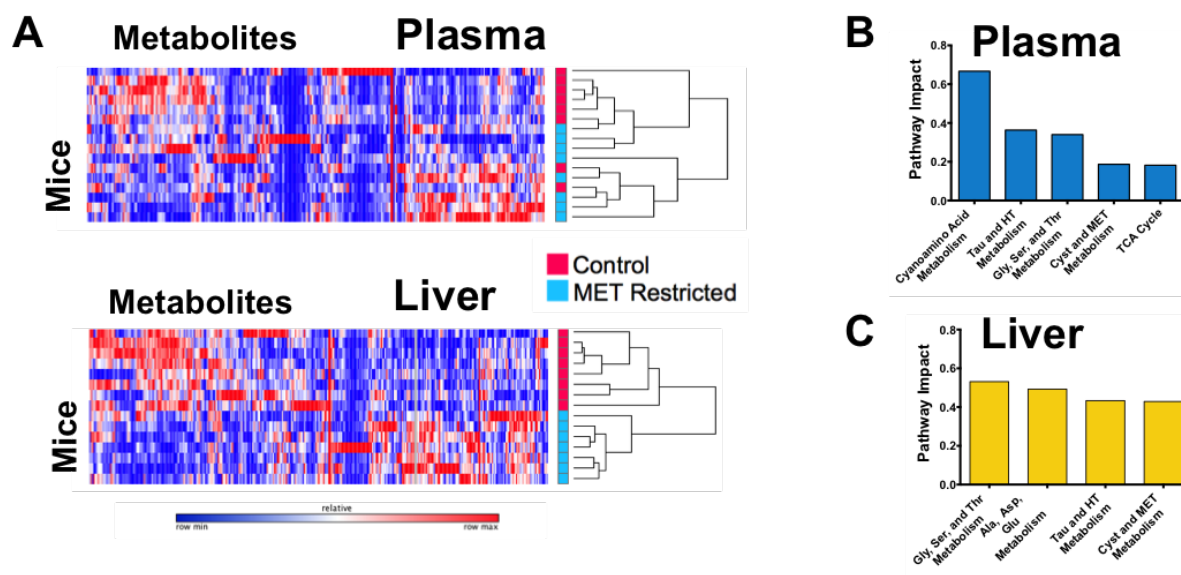 A
Metabolites
Plasma
Mice
Control
MET Restricted
Metabolites
Liver
Mice
relative
row min
row max
B
Plasma
Pathway Impact
0.8
0.6
0.4
0.2
0.0
Cyanoamino Acid
Metabolism
Tau and HT
Metabolism
Gly, Ser, and Thr
Metabolism
Cyst and MET
Metabolism
TCA Cycle
C
Liver
Pathway Impact
0.8
0.6
0.4
0.2
0.0
Gly, Ser, and Thr
Metabolism
Ala, Asp,
Glu
Metabolism
Tau and HT
Metabolism
Cyst and MET
Metabolism